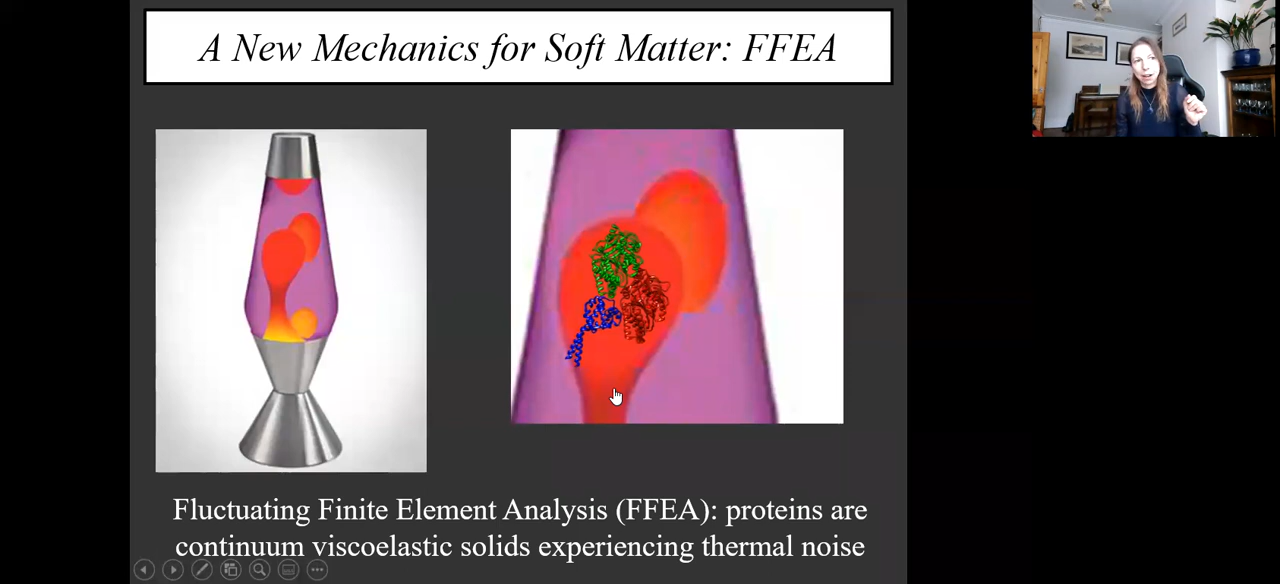 A New Mechanics for Soft Matter: FFEA
Fluctuating Finite Element Analysis (FFEA): proteins are
continuum viscoelastic solids experiencing thermal noise